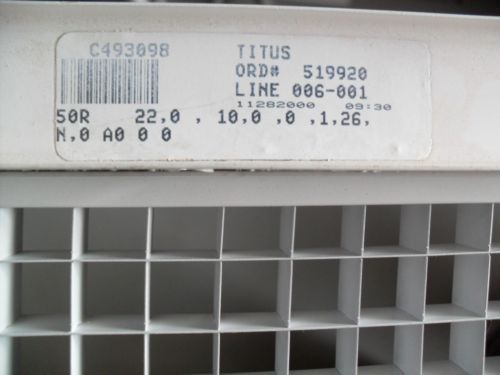 C493098 TITUS
ORD# 519920
LINE 006-001
11282000 09:30
50R 22,0 , 10,0 ,0 ,1,26,
N,0 A0 0 0